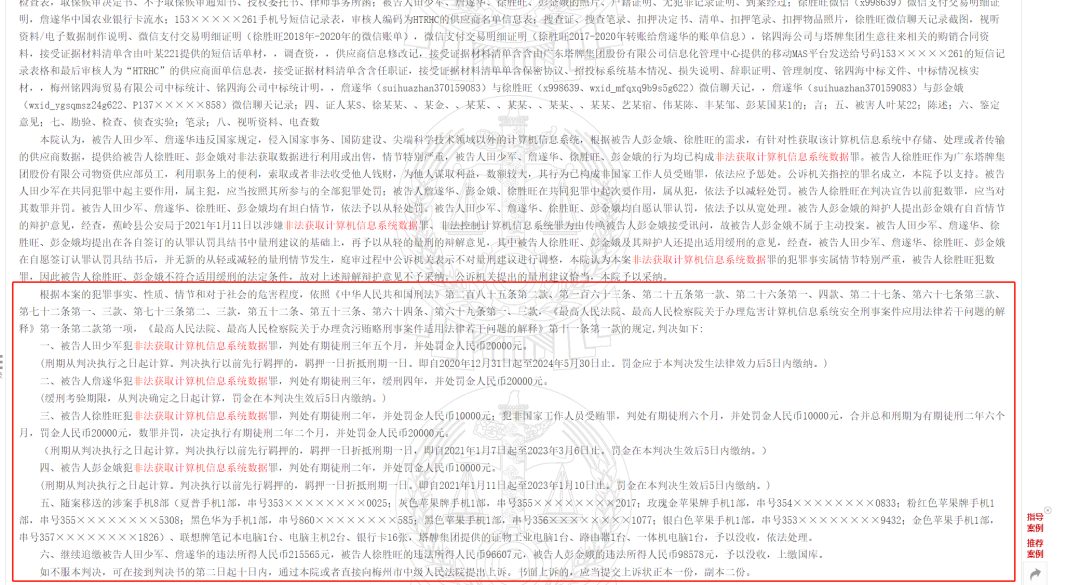 检查表，取保候审决定书、不予取保候审通知书、授权委托书、律师事务所函；被告人田少军、詹遂华、徐胜旺、彭金娥的照片、户籍证明、无犯罪记录证明、到案经过；徐胜旺微信（x998639）微信支付交易明细证
明，詹遂华中国农业银行卡流水；153×××××261手机号短信记录表，审核人编码为HTRHC的供应商名单信息表；搜查证、搜查笔录、扣押决定书、清单、扣押笔录，扣押物品照片，徐胜旺微信聊天记录截图，视听
资料/电子数据制作说明、微信支付交易明细证明（徐胜旺2018年-2020年的微信账单），微信支付交易明细证明（徐胜旺2017-2020年转账给詹遂华的账单信息），铭四海公司与塔牌集团生意往来相关的购销合同资
料，接受证据材料清单含由叶某221提供的短信话单材，，调查资，，供应商信息修改记，接受证据材料清单含由广东塔牌集团股份有限公司信息化管理中心提供的移动MAS平台发送给号码153×××××261的短信记
录表格和最后审核人为“HTRHC”的供应商面单信息表，接受证据材料清单含含任职证，接受证据材料清单单含保密协议、招投标系统基本情况、损失说明、辞职证明、管理制度、铭四海中标文件、中标情况核实
材，，梅州铭四海贸易有限公司中标统计、铭四海公司中标统计明，，詹遂华（suihuazhan370159083）与徐胜旺（x998639、wxid_mfqxq9b9s5g622）微信聊天记，，詹遂华（suihuazhan370159083）与彭金娥
（wxid_ygsqmsz24g622、P137×××××858）微信聊天记录；四、证人某S、徐某某、、某金、、某某、、某某、、某某、、某某、艺某宿、伟某陈、丰某邹、彭某国某1的；言；五、被害人叶某22；陈述；六、鉴定
意见；七、勘验、检查、侦查实验；笔录；八、视听资料、电查数
本院认为，被告人田少军、詹遂华违反国家规定，侵入国家事务、国防建设、尖端科学技术领域以外的计算机信息系统，根据被告人彭金娥、徐胜旺的需求，有针对性获取该计算机信息系统中存储、处理或者传输
的供应商数据，提供给被告人徐胜旺、彭金娥对非法获取数据进行利用或出售，情节特别严重，被告人田少军、詹遂华、徐胜旺、彭金娥的行为均已构成非法获取计算机信息系统数据罪。被告人徐胜旺作为广东塔牌集
团股份有限公司物资供应部员工，利用职务上的便利，索取或者非法收受他人钱财，为他人谋取利益，数额较大，其行为已构成非国家工作人员受贿罪，依法应予惩处。公诉机关指控的罪名成立，本院予以支持。被告
人田少军在共同犯罪中起主要作用，属主犯，应当按照其所参与的全部犯罪处罚；被告人詹遂华、彭金娥、徐胜旺在共同犯罪中起次要作用，属从犯，依法予以减轻处罚。被告人徐胜旺在判决宣告以前犯数罪，应当对
其数罪并罚。被告人田少军、詹遂华、徐胜旺、彭金娥均有坦白情节，依法予以从轻处罚。被告人田少军、詹遂华、徐胜旺、彭金娥均自愿认罪认罚，依法予以从宽处理。被告人彭金娥的辩护人提出彭金娥有自首情节
的辩护意见，经查，蕉岭县公安局于2021年1月11日以涉嫌非法获取计算机信息系统数据罪、非法控制计算机信息系统罪为由传唤被告人彭金娥接受讯问，故被告人彭金娥不属于主动投案。被告人田少军、詹遂华、徐
胜旺、彭金娥均提出在各自签订的认罪认罚具结书中量刑建议的基础上，再予以从轻的量刑的辩解意见，其中被告人徐胜旺、彭金娥及其辩护人还提出适用缓刑的意见，经查，被告人田少军、詹遂华、徐胜旺、彭金娥
在自愿签订认罪认罚具结书后，并无新的从轻或减轻的量刑情节发生，庭审过程中公诉机关表示不对量刑建议进行调整，本院认为本案非法获取计算机信息系统数据罪的犯罪事实属情节特别严重，被告人徐胜旺犯数
罪，因此被告人徐胜旺、彭金娥不符合适用缓刑的法定条件，故对上述辩解辩护意见不予采纳。公诉机关提出的量刑建议恰当，本院予以采纳。
根据本案的犯罪事实、性质、情节和对于社会的危害程度，依照《中华人民共和国刑法》第二百八十五条第二款、第一百六十三条、第二十五条第一款、第二十六条第一、四款、第二十七条、第六十七条第三款、
第七十二条第一、三款、第七十三条第二、三款，第五十二条、第五十三条、第六十四条、第六十九条第一、三款，《最高人民法院、最高人民检察院关于办理危害计算机信息系统安全刑事案件应用法律若干问题的解
释》第一条第二款第一项，《最高人民法院、最高人民检察院关于办理贪污贿赂刑事案件适用法律若干问题的解释》第十一条第一款的规定,判决如下:
一、被告人田少军犯非法获取计算机信息系统数据罪，判处有期徒刑三年五个月，并处罚金人民币20000元。
(刑期从判决执行之日起计算。判决执行以前先行羁押的，羁押一日折抵刑期一日。即自2020年12月31日起至2024年5月30日止。罚金应于本判决发生法律效力后5日内缴纳。)
二、被告人詹遂华犯非法获取计算机信息系统数据罪，判处有期徒刑三年，缓刑四年，并处罚金人民币20000元。
(缓刑考验期限，从判决确定之日起计算，罚金在本判决生效后5日内缴纳。)
三、被告人徐胜旺犯非法获取计算机信息系统数据罪，判处有期徒刑二年，并处罚金人民币10000元；犯非国家工作人员受贿罪，判处有期徒刑六个月，并处罚金人民币10000元，合并总和刑期为有期徒刑二年六个
月，罚金人民币20000元，数罪并罚，决定执行有期徒刑二年二个月，并处罚金人民币20000元。
（刑期从判决执行之日起计算。判决执行以前先行羁押的，羁押一日折抵刑期一日，即自2021年1月7日起至2023年3月6日止。罚金在本判决生效后5日内缴纳。）
四、被告人彭金娥犯非法获取计算机信息系统数据罪，判处有期徒刑二年，并处罚金人民币10000元。
(刑期从判决执行之日起计算。判决执行以前先行羁押的，羁押一日折抵刑期一日。即自2021年1月11日起至2023年1月10日止。罚金在本判决生效后5日内缴纳。)
五、随案移送的涉案手机8部（夏普手机1部，串号353××××××××0025；灰色苹果牌手机1部，串号355××××××××2017；玫瑰金苹果牌手机1部，串号354×××××××0833；粉红色苹果牌手机1
部，串号355××××××××5308；黑色华为手机1部，串号860××××××××585；黑色苹果手机1部，串号356××××××××1077；银白色苹果手机1部，串号353××××××××9432；金色苹果手机1部，
串号357××××××××1826）、联想牌笔记本电脑1台、电脑主机2台、银行卡16张、塔牌集团提供的证物工业电脑1台、路由器1台、一体机电脑1台，予以没收，依法处理。
六、继续追缴被告人田少军、詹遂华的违法所得人民币215565元，被告人徐胜旺的违法所得人民币96607元，被告人彭金娥的违法所得人民币98578元，予以没收，上缴国库。
如不服本判决，可在接到判决书的第二日起十日内，通过本院或者直接向梅州市中级人民法院提出上诉。书面上诉的，应当提交上诉状正本一份，副本二份。
指导
案例
推荐
案例